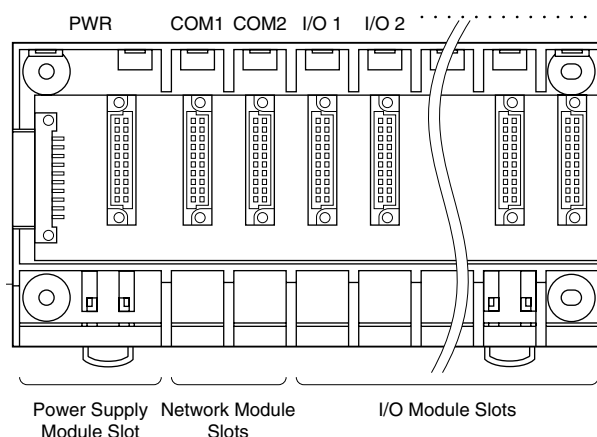 PWR COM1 COM2 I/O 1 I/O 2 . . . . . . . . . . . . . .
Power Supply Module Slot
Network Module Slots
I/O Module Slots